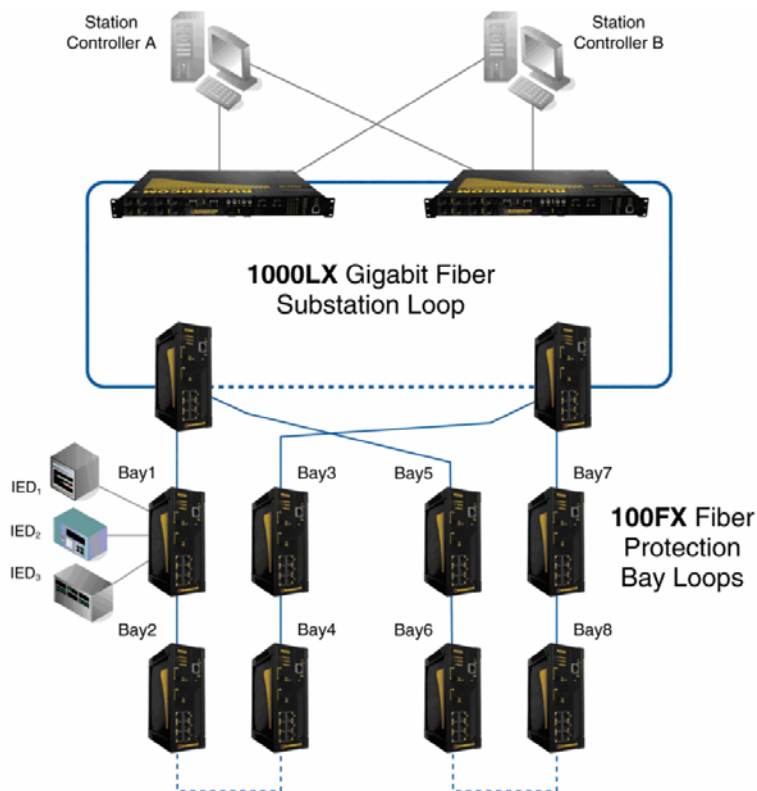 Station
Controller A
Station
Controller B
1000LX Gigabit Fiber
Substation Loop
Bay1
Bay3
Bay5
Bay7
IED1
IED2
IED3
100FX Fiber
Protection
Bay Loops
Bay2
Bay4
Bay6
Bay8